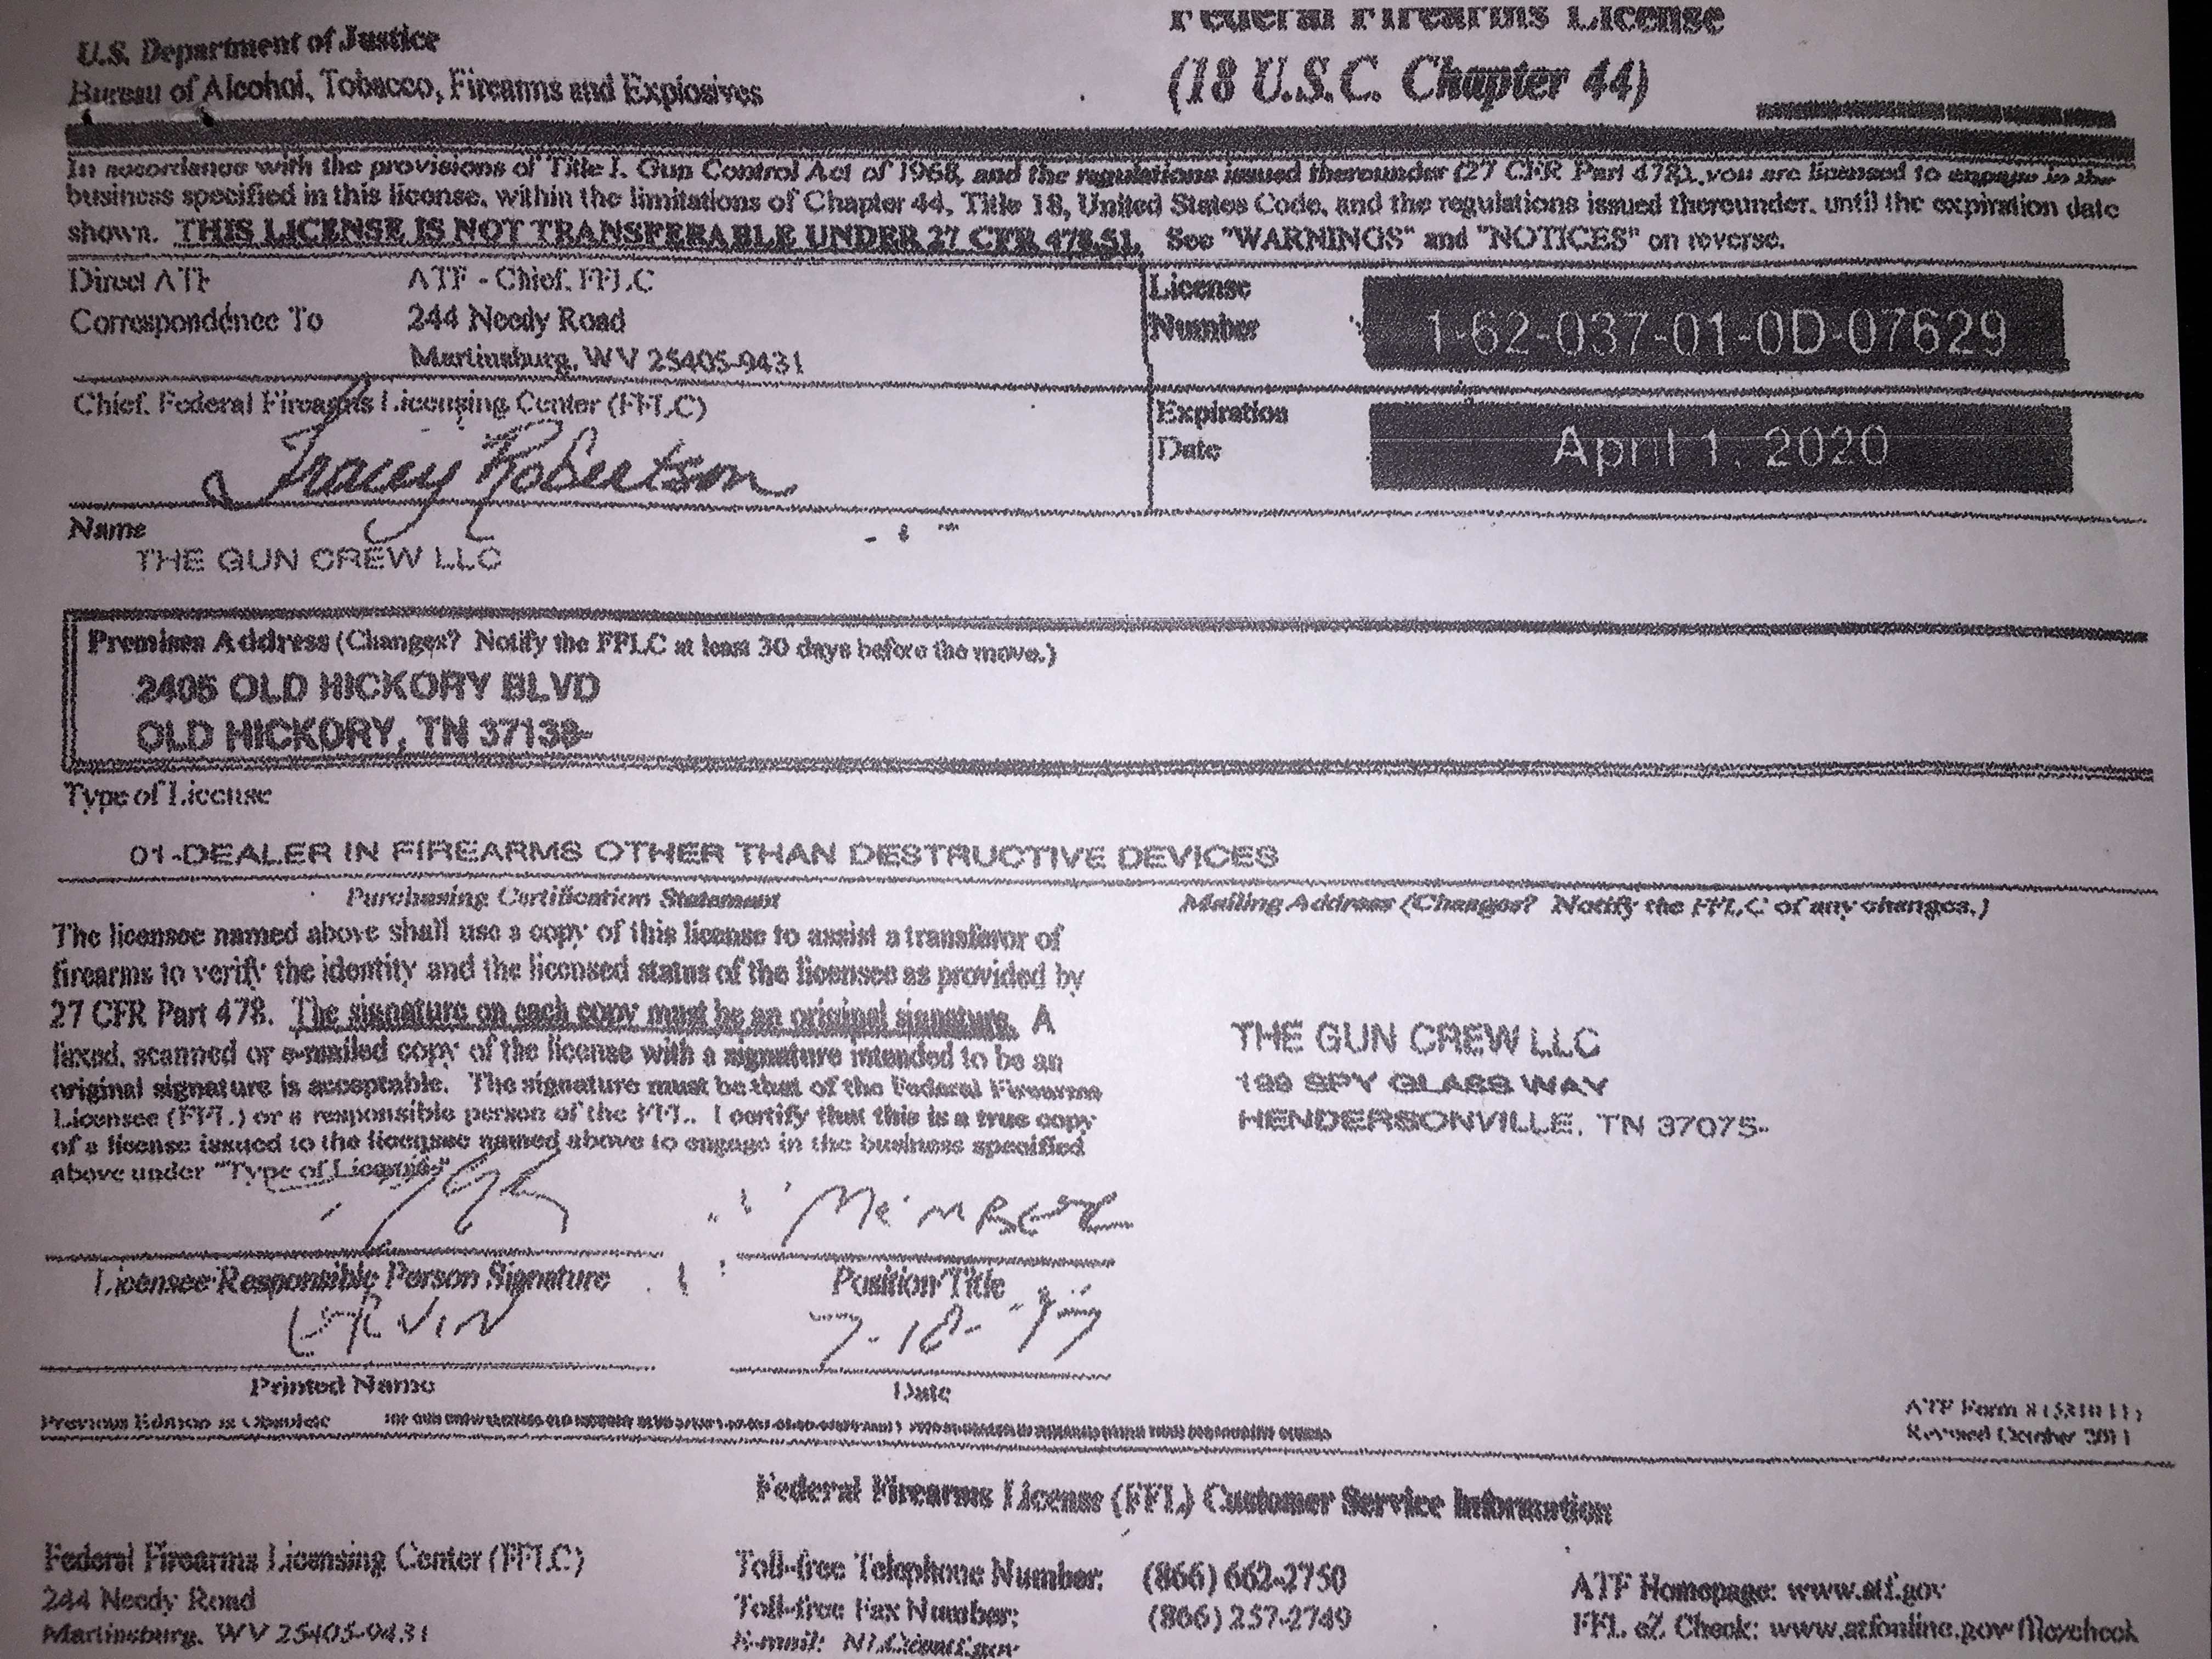 U.S. Department of Justice
Bureau of Alcohol, Tobacco, Firearms and Explosives
Federal Firearms License
(18 U.S.C. Chapter 44)
In accordance with the provisions of Title I, Gun Control Act of 1968, and the regulations issued thereunder (27 CFR Part 478), you are licensed to engage in the
business specified in this license, within the limitations of Chapter 44, Title 18, United States Code, and the regulations issued thereunder, until the expiration date
shown. THIS LICENSE IS NOT TRANSFERABLE UNDER 27 CFR 478.51. See "WARNINGS" and "NOTICES" on reverse.
Direct ATF
Correspondence To
ATF - Chief, FFLC
244 Needy Road
Martinsburg, WV 25405-9431
License
Number
1-62-037-01-0D-07629
Chief, Federal Firearms Licensing Center (FFLC)
Tracey Robertson
Expiration
Date
April 1, 2020
Name
THE GUN CREW LLC
Premises Address (Changes? Notify the FFLC at least 30 days before the move.)
2405 OLD HICKORY BLVD
OLD HICKORY, TN 37138-
Type of License
01-DEALER IN FIREARMS OTHER THAN DESTRUCTIVE DEVICES
Purchasing Certification Statement
The licensee named above shall use a copy of this license to assist a transferor of
firearms to verify the identity and the licensed status of the licensee as provided by
27 CFR Part 478. The signature on each copy must be an original signature. A
faxed, scanned or e-mailed copy of the license with a signature intended to be an
original signature is acceptable. The signature must be that of the Federal Firearms
Licensee (FFL) or a responsible person of the FFL. I certify that this is a true copy
of a license issued to the licensee named above to engage in the business specified
above under "Type of License"
Mailing Address (Changes? Notify the FFLC of any changes.)
THE GUN CREW LLC
199 SPY GLASS WAY
HENDERSONVILLE, TN 37075-
MEMBER
Licensee/Responsible Person Signature
Position/Title
7-18-
Printed Name
Date
Previous Edition is Obsolete
ATF Form 8 (5310.11)
Revised October 2011
Federal Firearms License (FFL) Customer Service Information
Federal Firearms Licensing Center (FFLC)
244 Needy Road
Martinsburg, WV 25405-9431
Toll-free Telephone Number: (866) 662-2750
Toll-free Fax Number: (866) 257-2749
E-mail:
ATF Homepage: www.atf.gov
FFL eZ Check: www.atfonline.gov/fflezcheck